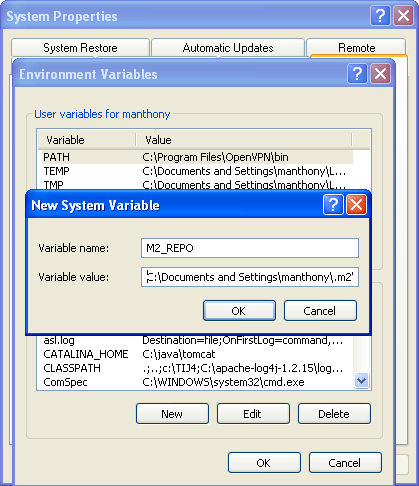 System Properties
System Restore Automatic Updates Remote
Environment Variables
User variables for manthony
Variable Value
PATH C:\Program Files\OpenVPN\bin
TEMP C:\Documents and Settings\manthony\L...
TMP C:\Documents and Settings\manthony\L...
New System Variable
Variable name: M2_REPO
Variable value: C:\Documents and Settings\manthony\.m2\
OK Cancel
asl.log Destination=file;OnFirstLog=command,...
CATALINA_HOME C:\java\tomcat
CLASSPATH .;..;c:\TIJ4;C:\apache-log4j-1.2.15\log...
ComSpec C:\WINDOWS\system32\cmd.exe
New Edit Delete
OK Cancel